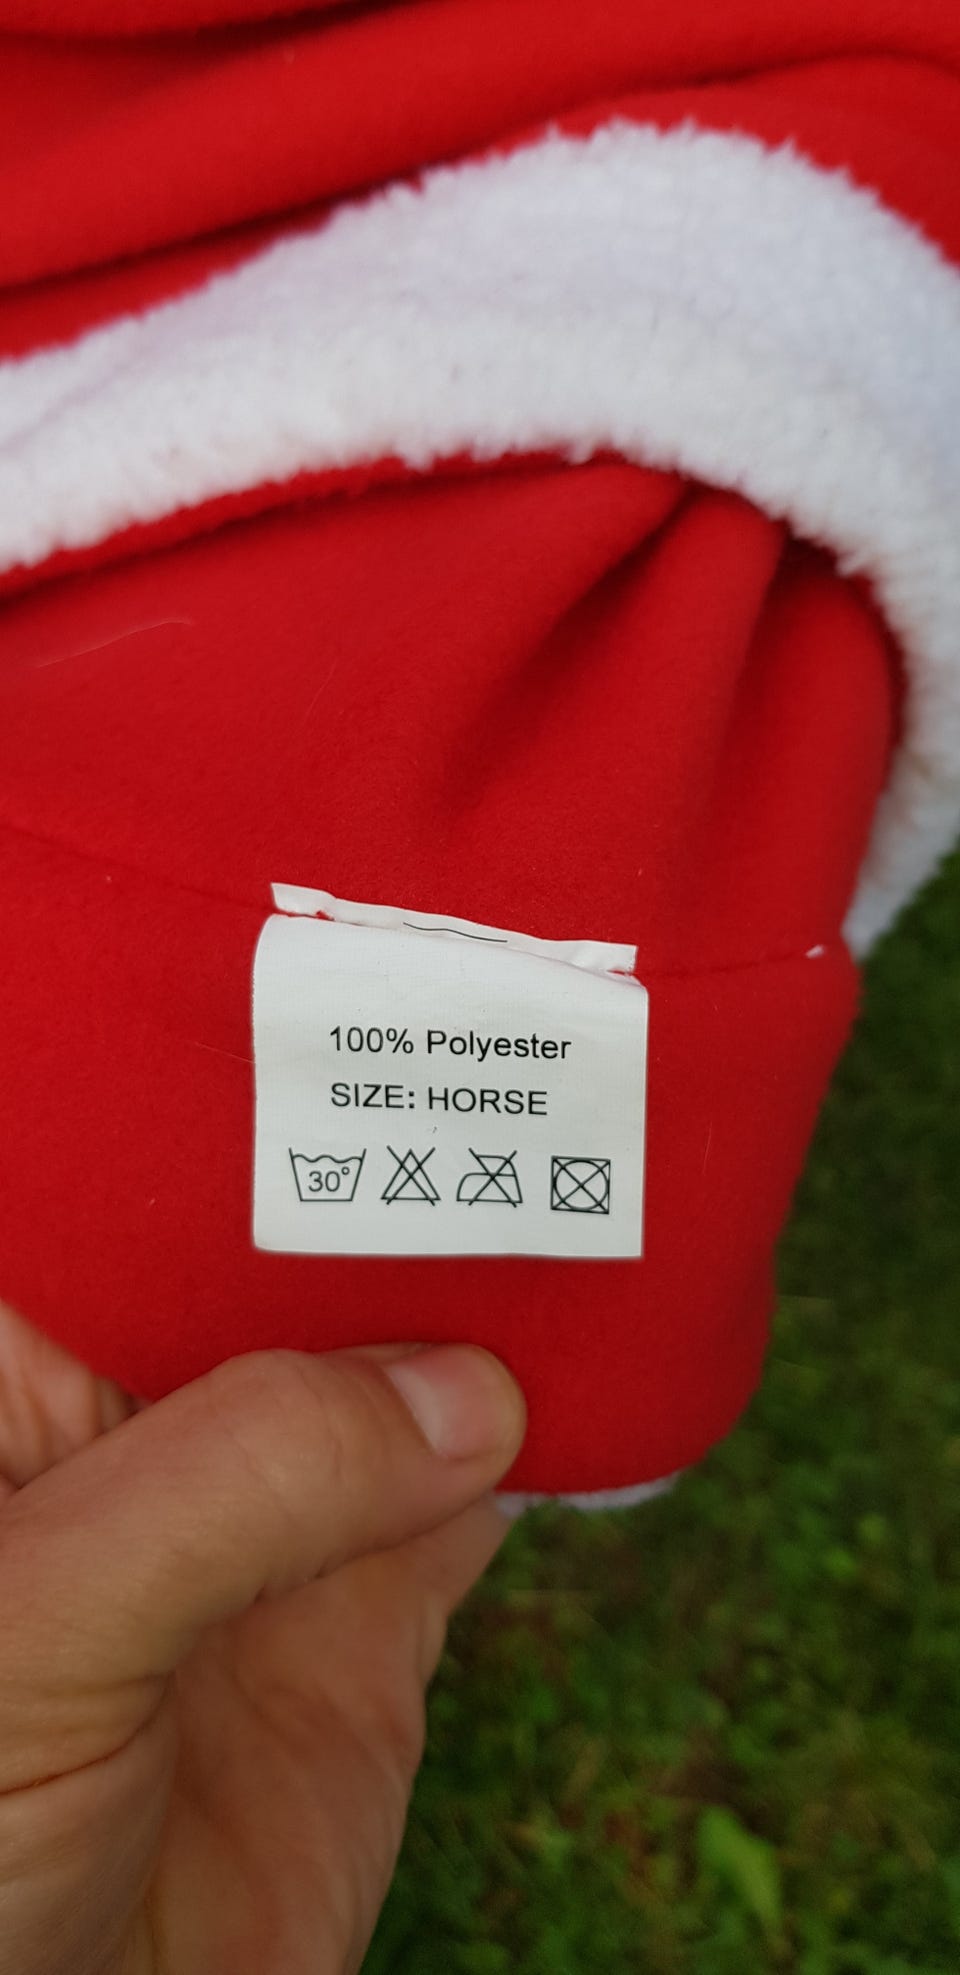 100% Polyester
SIZE: HORSE
30°